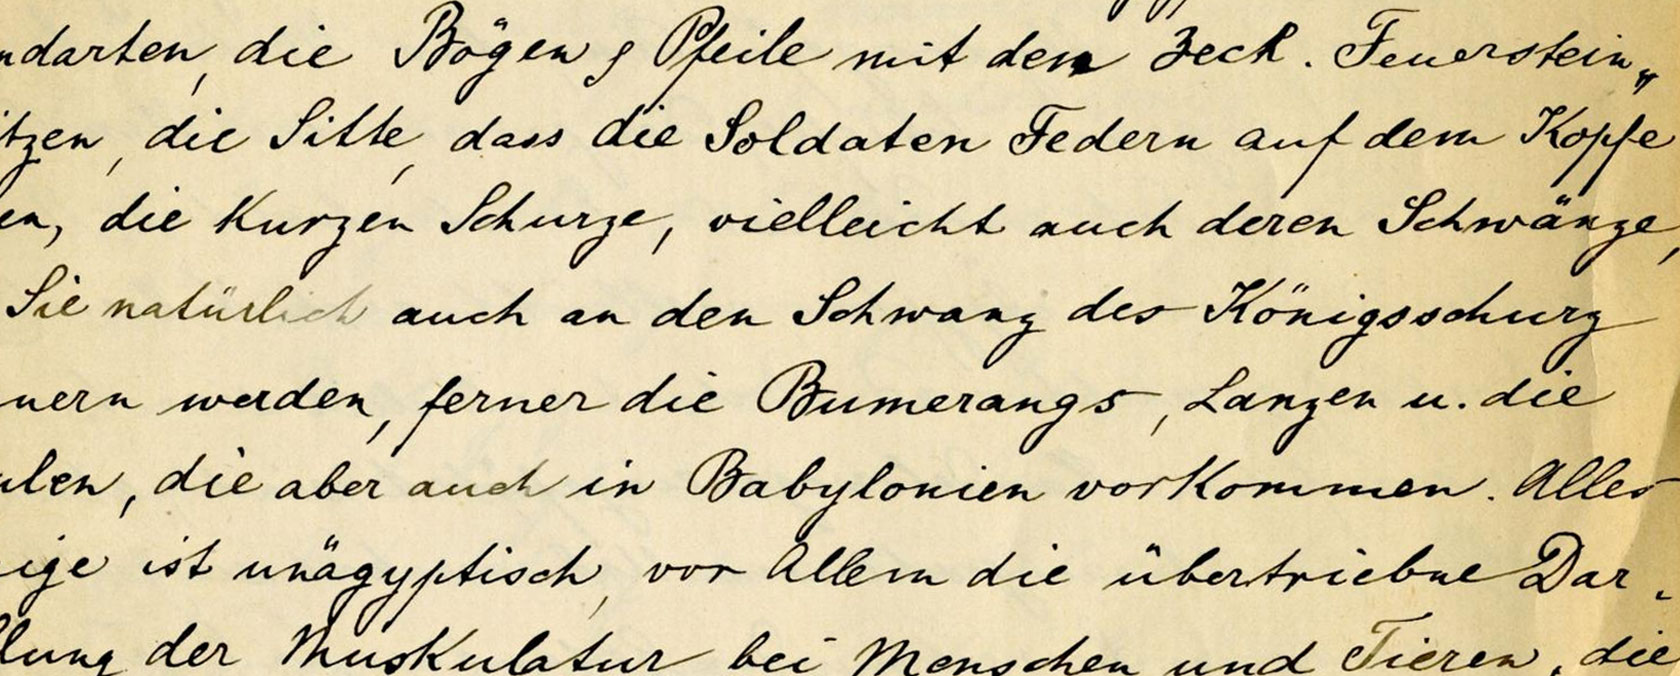 ndarten, die Bögen & Pfeile mit dem Zeck. Feuerstein„
itzen, die Sitte, dass die Soldaten Federn auf dem Kopfe
en, die Kurzen Schurze, vielleicht auch deren Schwänze,
Sie natürlich auch an den Schwanz des Königsschurz
nern werden, ferner die Bumerangs, Lanzen u. die
ulen, die aber auch in Babylonien vorkommen. Alles
ige ist unägyptisch, vor Allem die übertriebne Dar-
llung der Muskulatur bei Menschen und Tieren, die